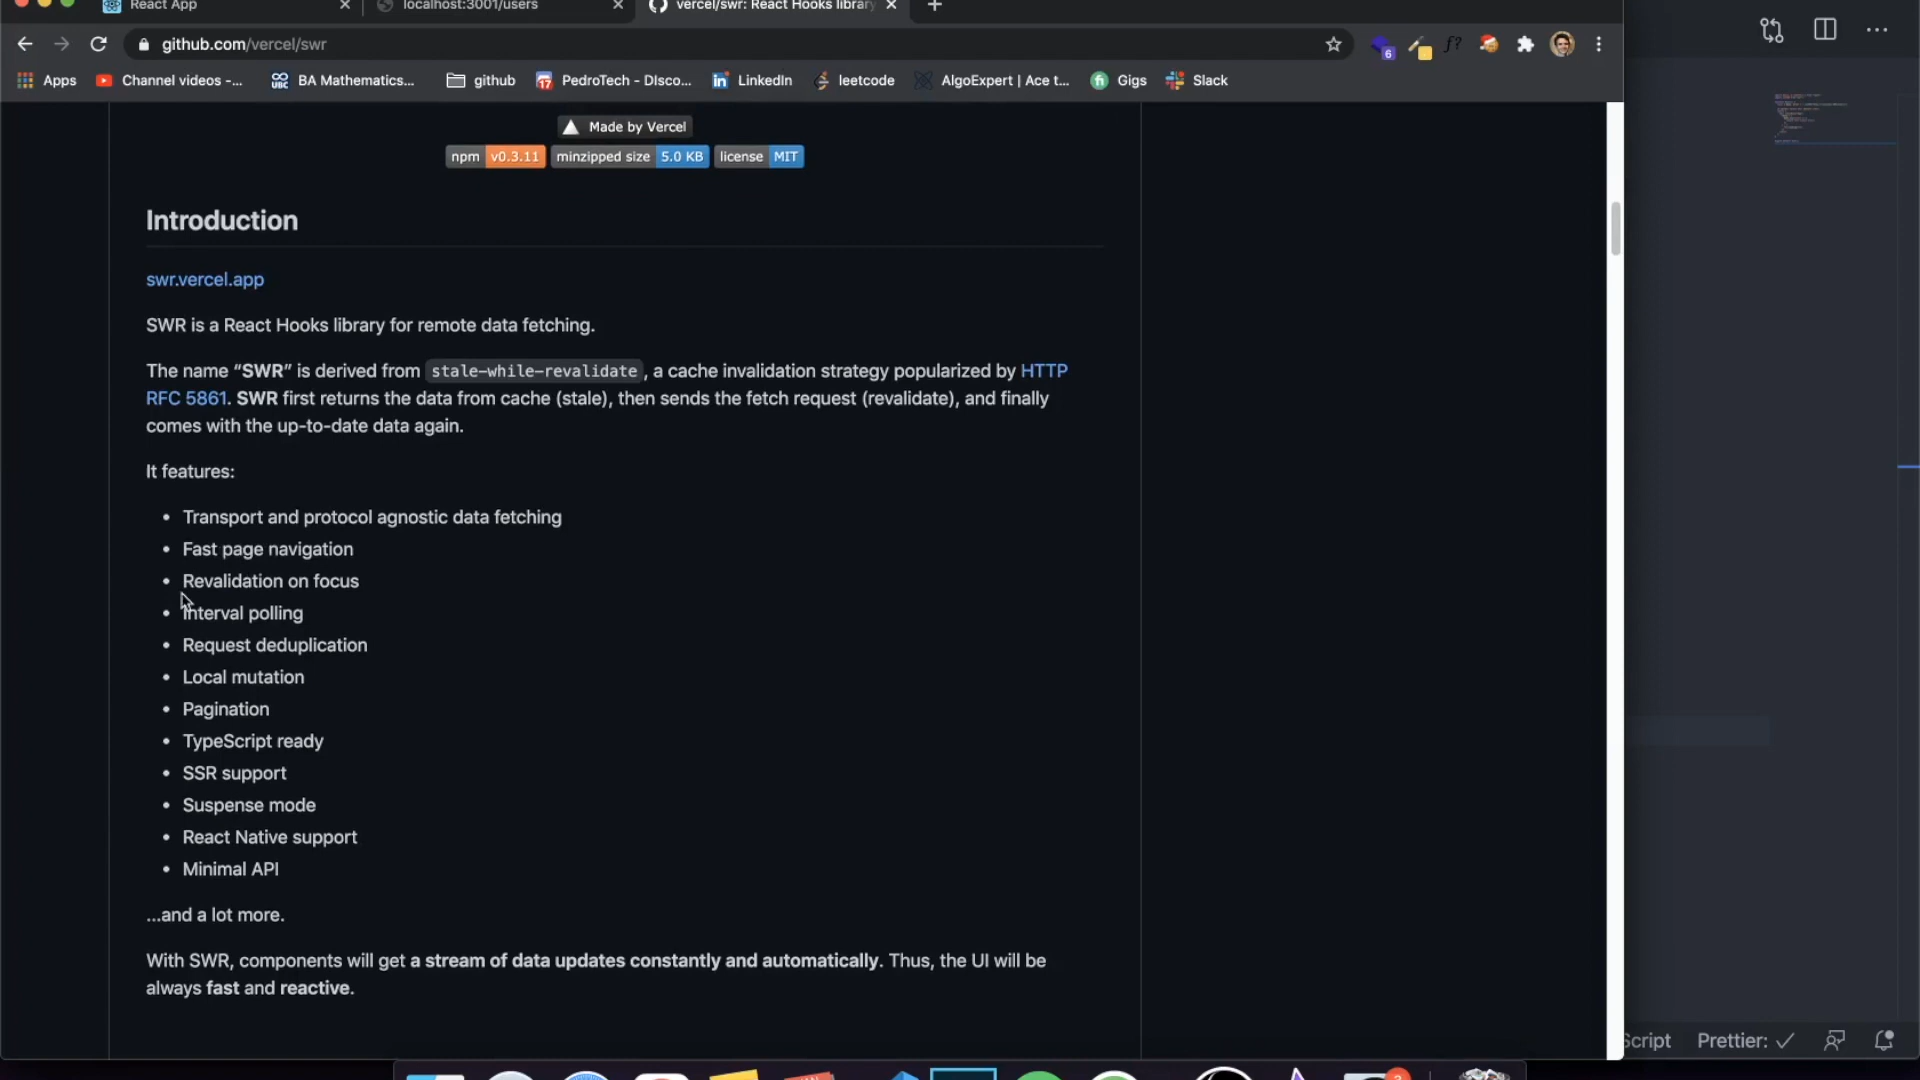 React App
localhost:3001/users
vercel/swr: React Hooks library
github.com/vercel/swr
6
f?
Apps
Channel videos -...
UBC
BA Mathematics...
github
17
PedroTech - DIsco...
in
LinkedIn
leetcode
AlgoExpert | Ace t...
fi
Gigs
Slack
Made by Vercel
npm v0.3.11 minzipped size 5.0 KB license MIT
Introduction
swr.vercel.app
SWR is a React Hooks library for remote data fetching.
The name “SWR” is derived from stale-while-revalidate, a cache invalidation strategy popularized by HTTP
RFC 5861. SWR first returns the data from cache (stale), then sends the fetch request (revalidate), and finally
comes with the up-to-date data again.
It features:
• Transport and protocol agnostic data fetching
• Fast page navigation
• Revalidation on focus
• Interval polling
• Request deduplication
• Local mutation
• Pagination
• TypeScript ready
• SSR support
• Suspense mode
• React Native support
• Minimal API
...and a lot more.
With SWR, components will get a stream of data updates constantly and automatically. Thus, the UI will be
always fast and reactive.
Script
Prettier: ✓